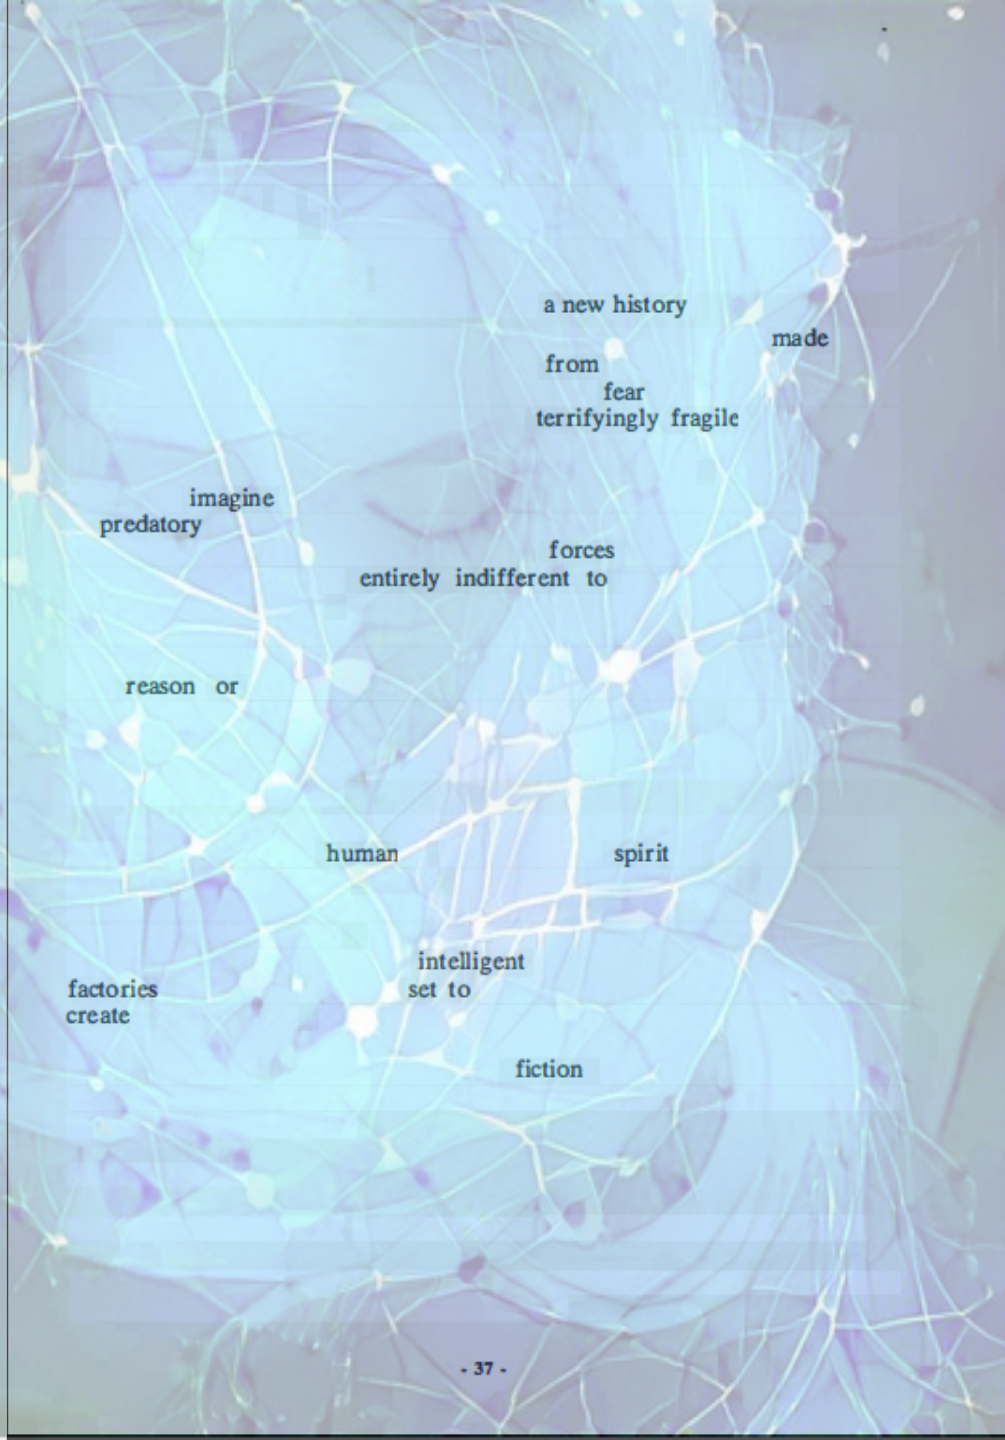 a new history
made
from
fear
terrifyingly fragile
imagine
predatory
forces
entirely indifferent to
reason or
human spirit
intelligent
factories set to
create
fiction
- 37 -